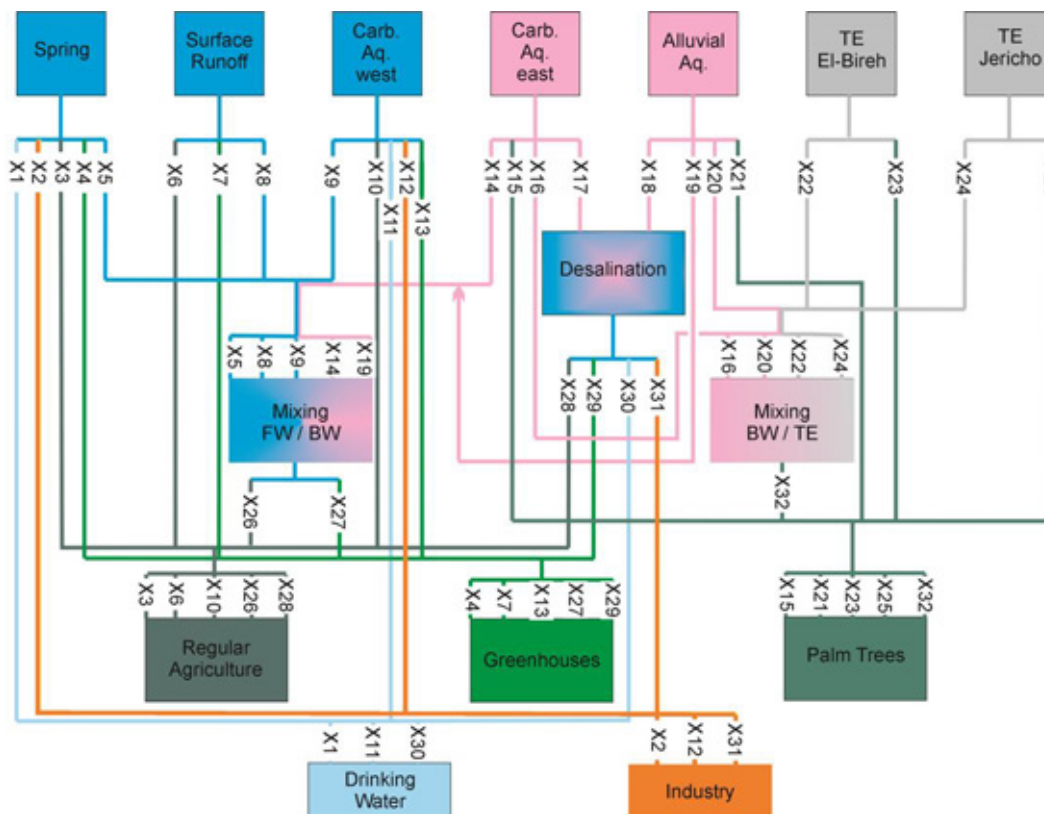 Spring
Surface
Runoff
Carb.
Aq.
west
Carb.
Aq.
east
Alluvial
Aq.
TE
El-Bireh
TE
Jericho
X1
X2
X3
X4
X5
X6
X7
X8
X9
X10
X11
X12
X13
X14
X15
X16
X17
X18
X19
X20
X21
X22
X23
X24
Desalination
X5
X8
X9
X14
X19
X28
X29
X30
X31
X16
X20
X22
X24
Mixing
FW / BW
Mixing
BW / TE
X26
X27
X32
X3
X6
X10
X26
X28
X4
X7
X13
X27
X29
X15
X21
X23
X25
X32
Regular
Agriculture
Greenhouses
Palm Trees
X1
X11
X30
X2
X12
X31
Drinking
Water
Industry